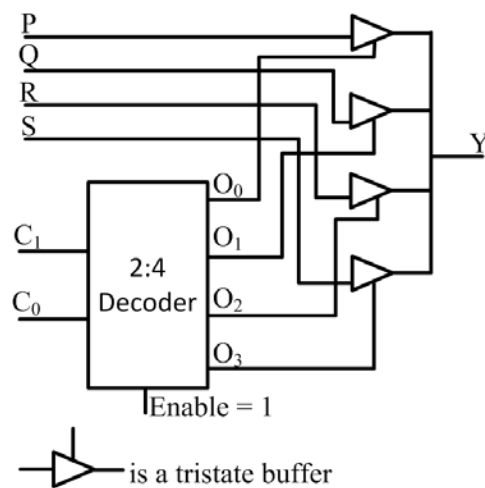 P
Q
R
S
Y
O₀
O₁
O₂
O₃
C₁
C₀
2:4
Decoder
Enable = 1
is a tristate buffer